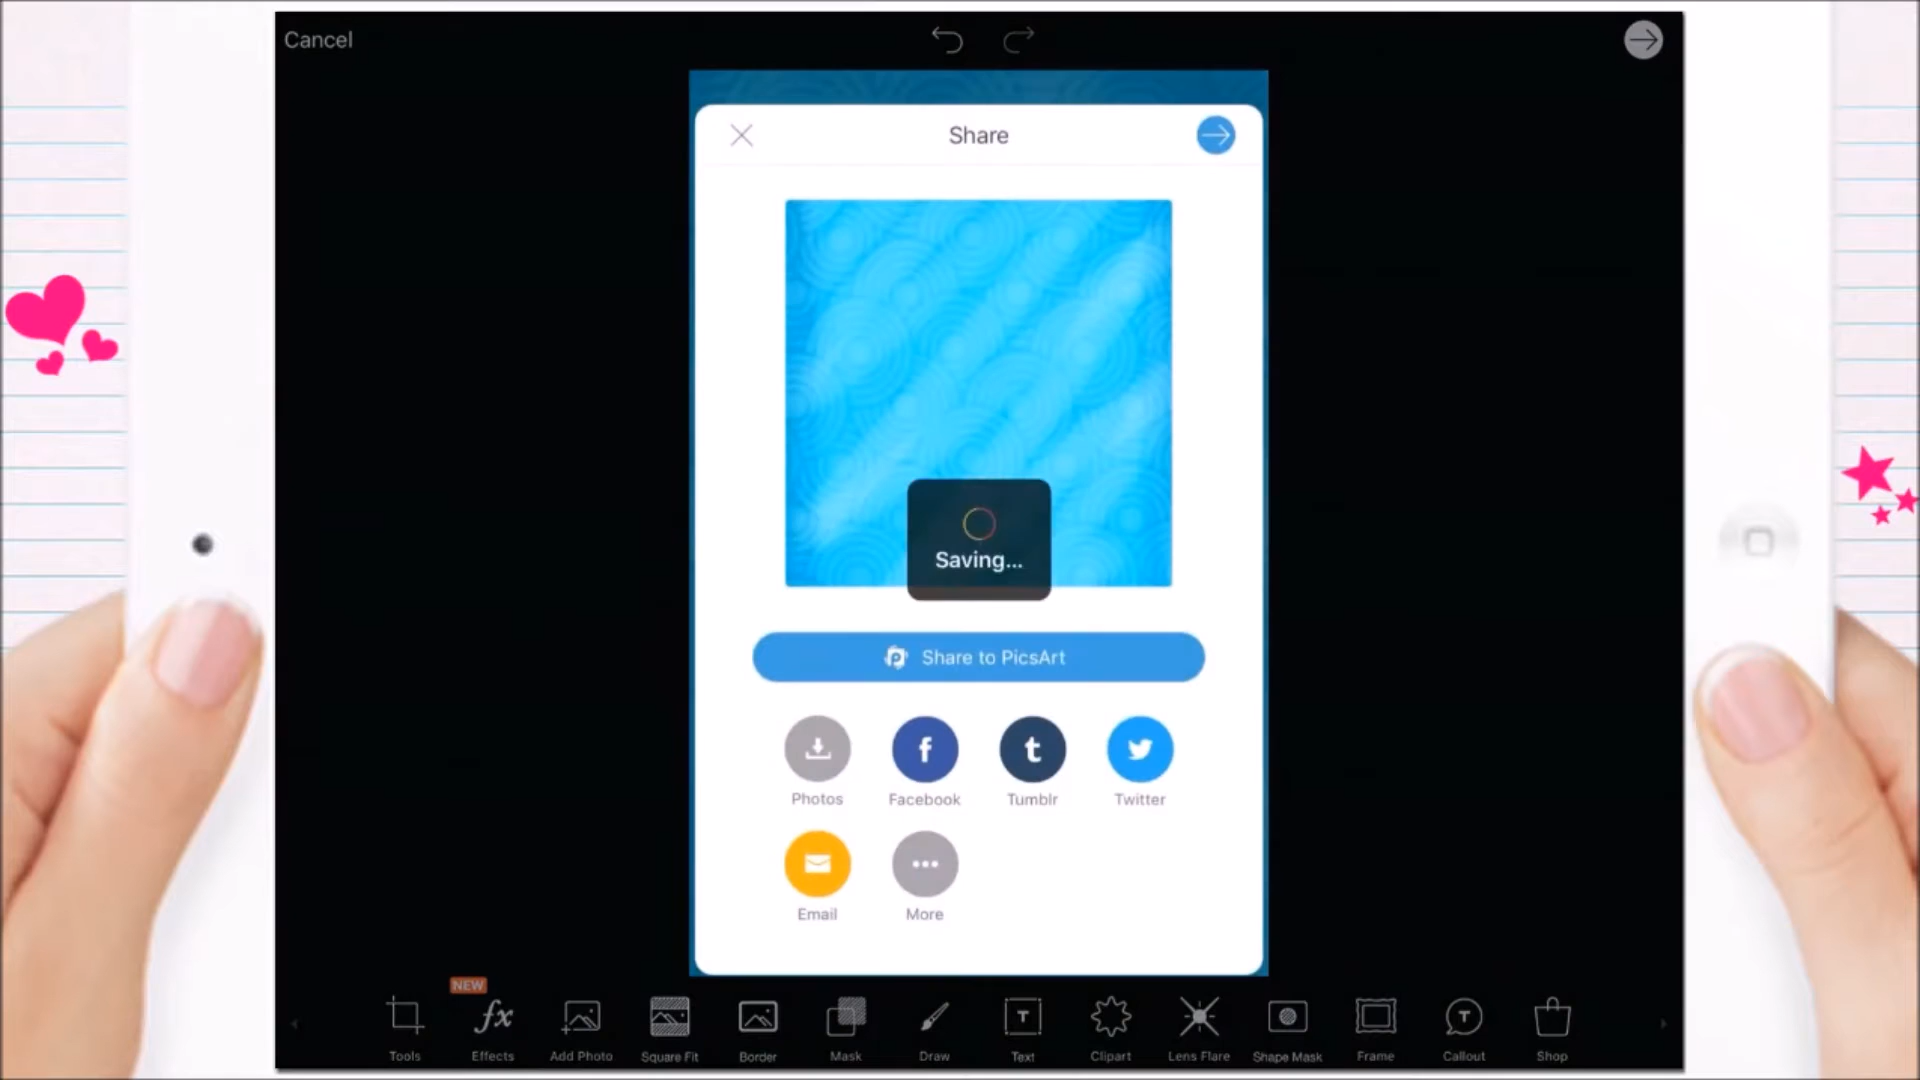 Cancel
Share
Saving...
Share to PicsArt
Photos
Facebook
Tumblr
Twitter
Email
More
NEW
Tools
Effects
Add Photo
Square Fit
Border
Mask
Draw
Text
Clipart
Lens Flare
Shape Mask
Frame
Callout
Shop